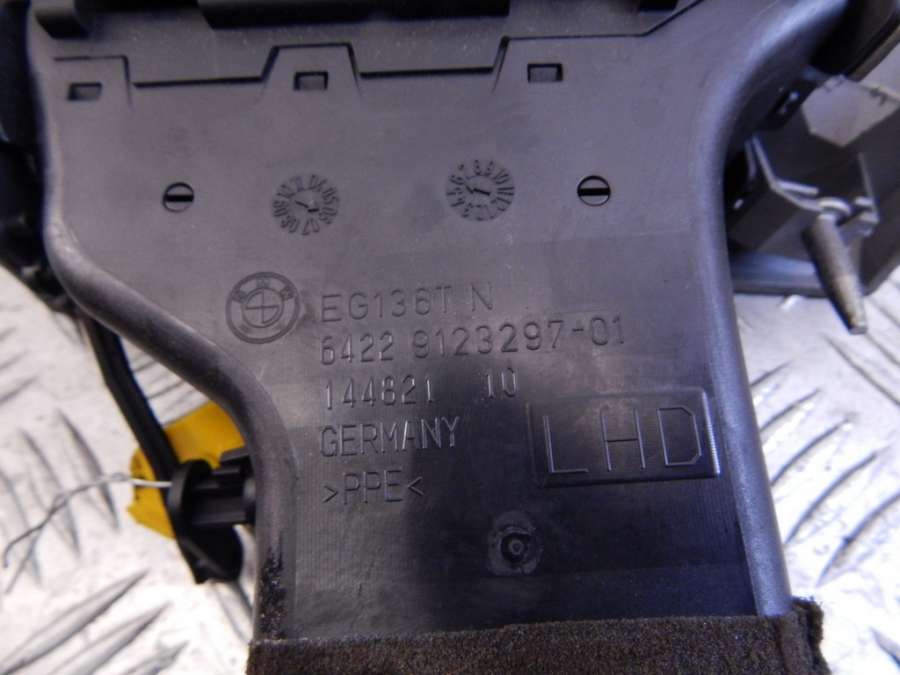 EG136T N
6422 9123297-01
144821 10
GERMANY
LHD
>PPE<